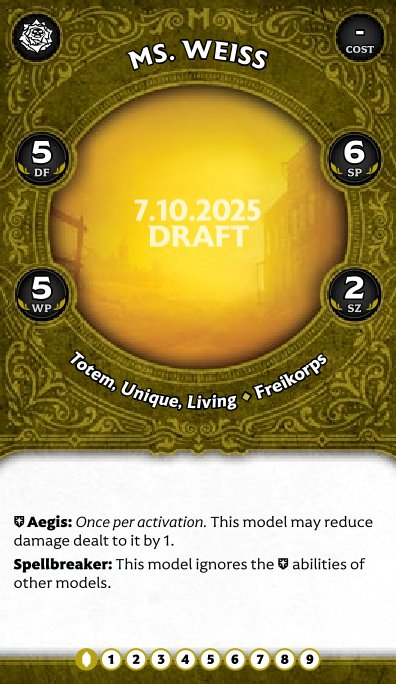 MS. WEISS
-
COST
5
DF
6
SP
7.10.2025
DRAFT
5
WP
2
SZ
Totem, Unique, Living ⬥ Freikorps
Aegis: Once per activation. This model may reduce
damage dealt to it by 1.
Spellbreaker: This model ignores the abilities of
other models.
1 2 3 4 5 6 7 8 9